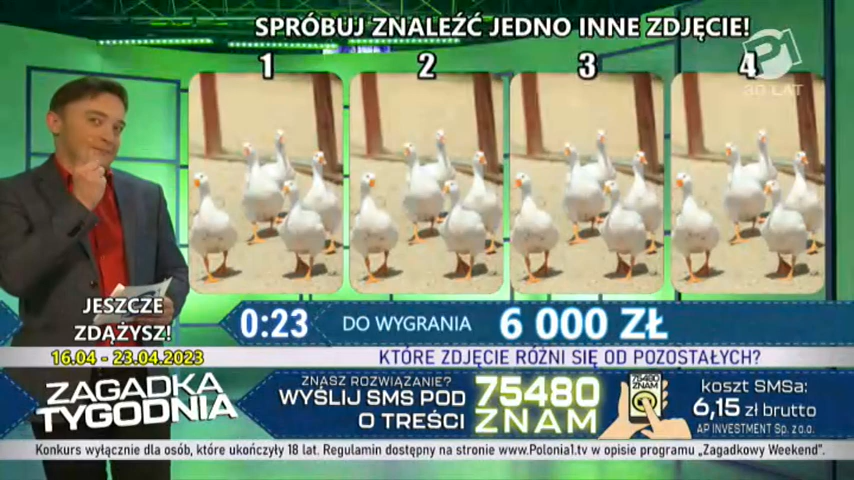 SPRÓBUJ ZNALEŹĆ JEDNO INNE ZDJĘCIE!
1 2 3 4
P1
30 LAT
JESZCZE
ZDĄŻYSZ!
0:23 DO WYGRANIA 6 000 ZŁ
16.04 - 23.04.2023
KTÓRE ZDJĘCIE RÓŻNI SIĘ OD POZOSTAŁYCH?
ZAGADKA
TYGODNIA
ZNASZ ROZWIĄZANIE?
WYŚLIJ SMS POD
O TREŚCI
75480
ZNAM
75480
ZNAM
koszt SMSa:
6,15 zł brutto
AP INVESTMENT Sp. z o.o.
Konkurs wyłącznie dla osób, które ukończyły 18 lat. Regulamin dostępny na stronie www.Polonia1.tv w opisie programu „Zagadkowy Weekend".